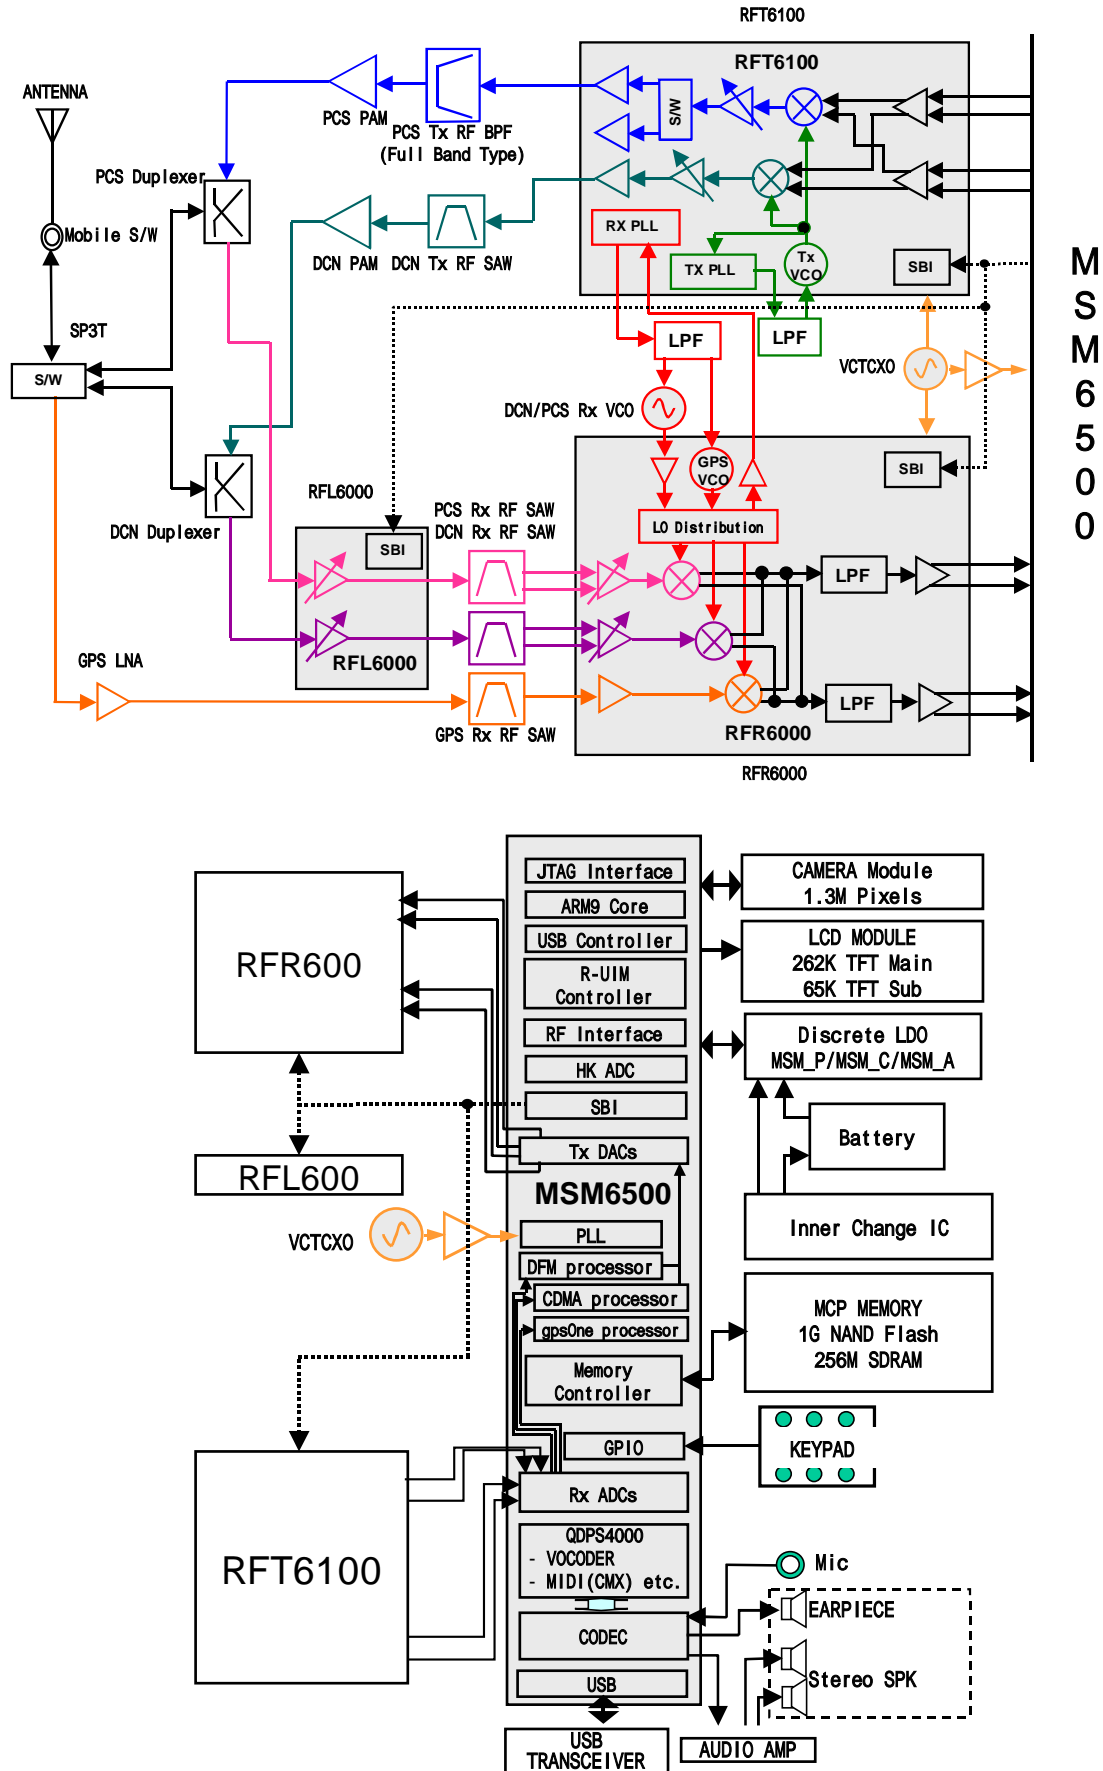 RFT6100
RFT6100
ANTENNA
PCS PAM
PCS Tx RF BPF
(Full Band Type)
S/W
PCS Duplexer
Mobile S/W
DCN PAM
DCN Tx RF SAW
RX PLL
TX PLL
Tx
VCO
SBI
MSM6500
SP3T
S/W
LPF
LPF
VCTCXO
DCN/PCS Rx VCO
GPS
VCO
SBI
RFL6000
PCS Rx RF SAW
DCN Rx RF SAW
DCN Duplexer
SBI
LO Distribution
LPF
RFL6000
GPS LNA
LPF
GPS Rx RF SAW
RFR6000
RFR6000
JTAG Interface
ARM9 Core
USB Controller
R-UIM
Controller
RF Interface
HK ADC
SBI
Tx DACs
MSM6500
PLL
DFM processor
CDMA processor
gpsOne processor
Memory
Controller
GPIO
Rx ADCs
QDPS4000
- VOCODER
- MIDI(CMX) etc.
CODEC
USB
USB
TRANSCEIVER
RFR600
RFL600
VCTCXO
RFT6100
CAMERA Module
1.3M Pixels
LCD MODULE
262K TFT Main
65K TFT Sub
Discrete LDO
MSM_P/MSM_C/MSM_A
Battery
Inner Change IC
MCP MEMORY
1G NAND Flash
256M SDRAM
KEYPAD
Mic
EARPIECE
Stereo SPK
AUDIO AMP